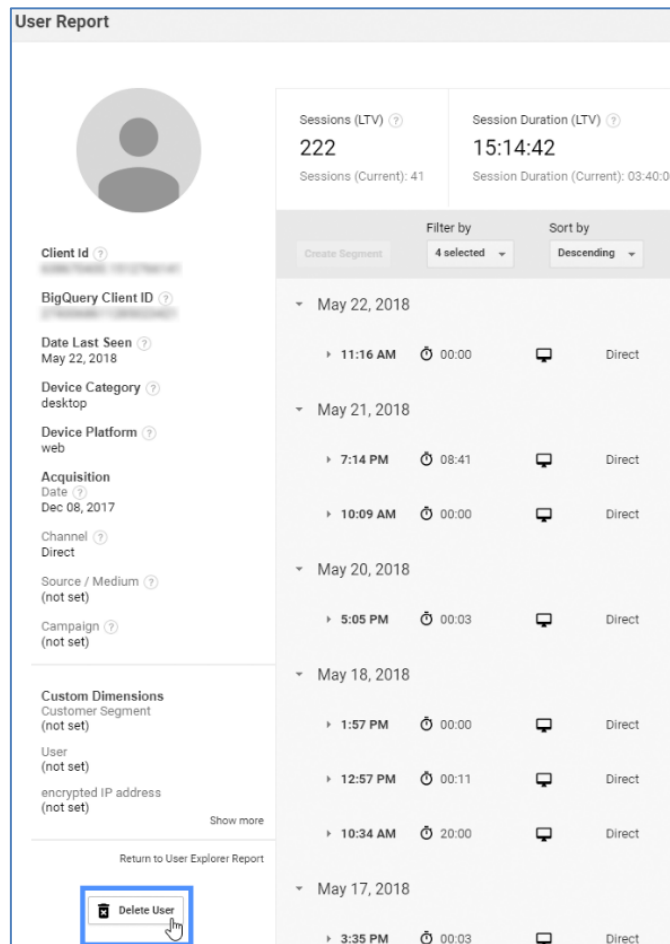 User Report
Client Id ?
BigQuery Client ID ?
Date Last Seen ?
May 22, 2018
Device Category ?
desktop
Device Platform ?
web
Acquisition
Date ?
Dec 08, 2017
Channel ?
Direct
Source / Medium ?
(not set)
Campaign ?
(not set)
Custom Dimensions
Customer Segment
(not set)
User
(not set)
encrypted IP address
(not set)
Show more
Return to User Explorer Report
Delete User
Sessions (LTV) ?
222
Sessions (Current): 41
Session Duration (LTV) ?
15:14:42
Session Duration (Current): 03:40:0
Create Segment
Filter by
4 selected
Sort by
Descending
May 22, 2018
11:16 AM 00:00 Direct
May 21, 2018
7:14 PM 08:41 Direct
10:09 AM 00:00 Direct
May 20, 2018
5:05 PM 00:03 Direct
May 18, 2018
1:57 PM 00:00 Direct
12:57 PM 00:11 Direct
10:34 AM 20:00 Direct
May 17, 2018
3:35 PM 00:03 Direct